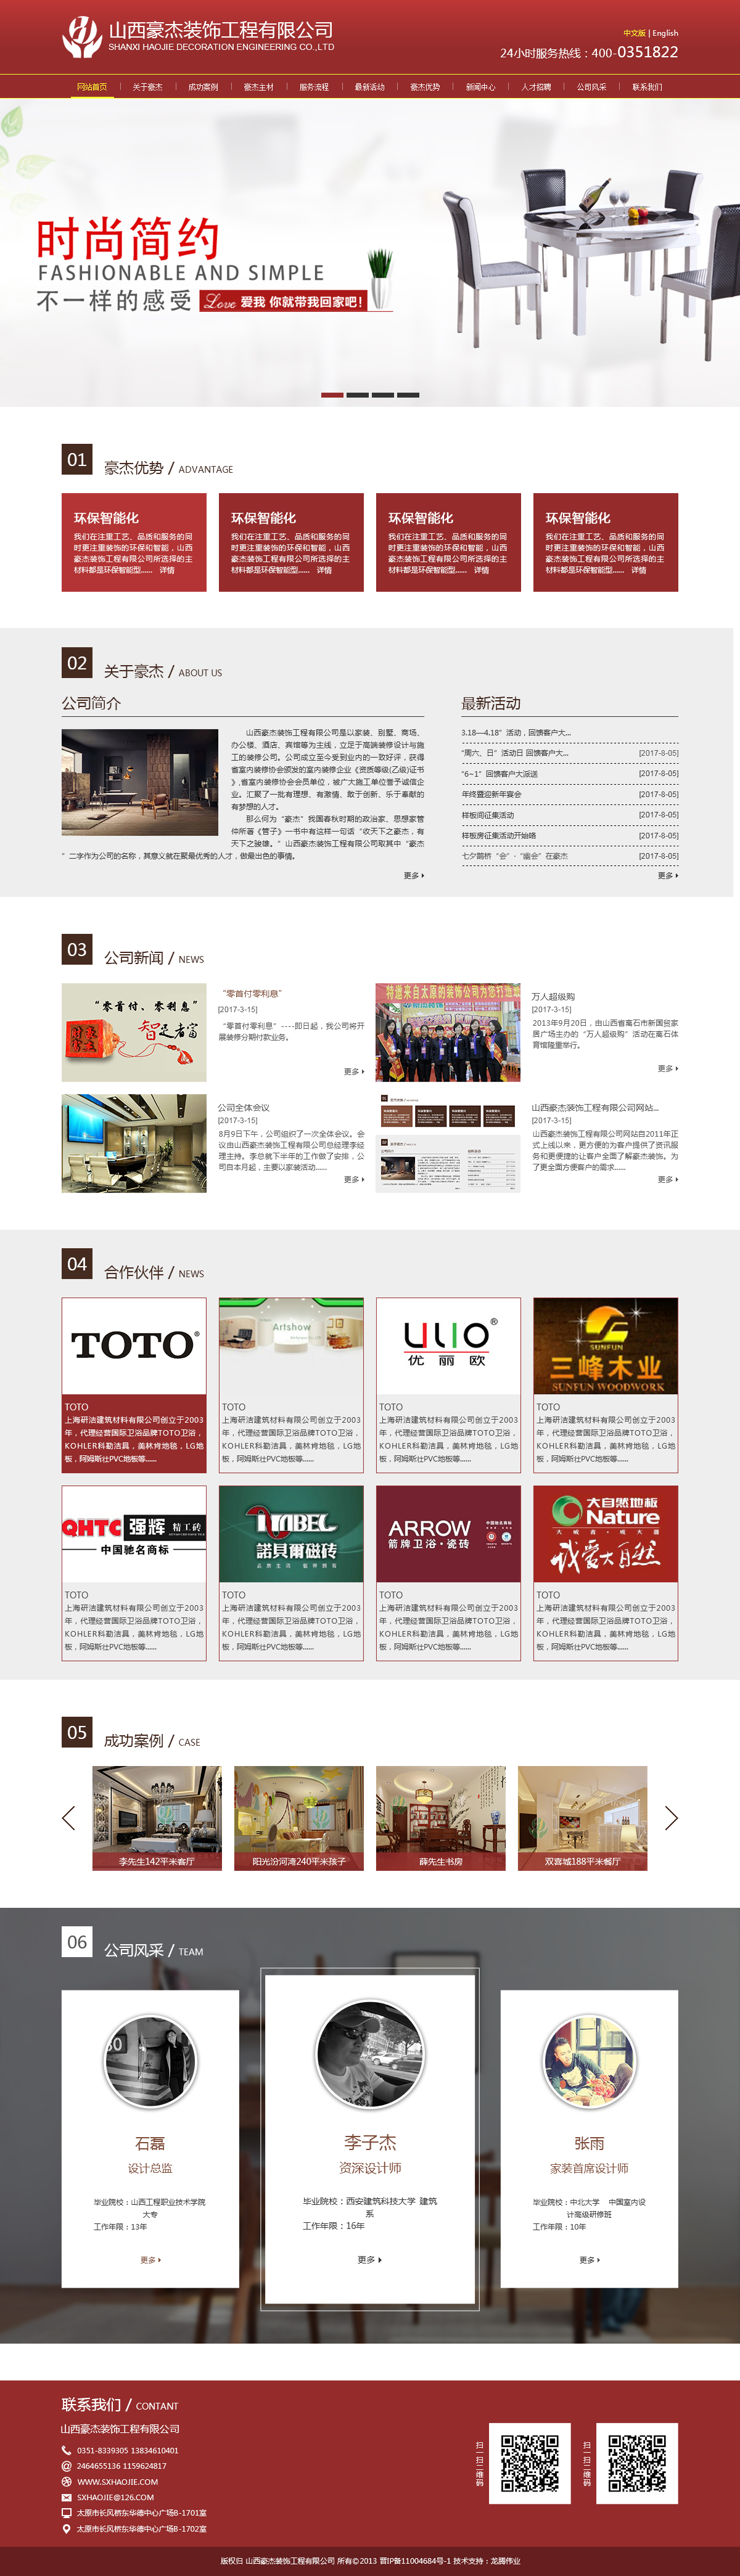 山西豪杰装饰工程有限公司
SHANXI HAOJIE DECORATION ENGINEERING CO.,LTD
中文版 | English
24小时服务热线：400-0351822
网站首页 | 关于豪杰 | 成功案例 | 豪杰主材 | 服务流程 | 最新活动 | 豪杰优势 | 新闻中心 | 人才招聘 | 公司风采 | 联系我们
时尚简约
FASHIONABLE AND SIMPLE
不一样的感受 Love 爱我 你就带我回家吧！
01 豪杰优势 / ADVANTAGE
环保智能化
我们在注重工艺、品质和服务的同
时更注重装饰的环保和智能，山西
豪杰装饰工程有限公司所选择的主
材料都是环保智能型...... 详情
环保智能化
我们在注重工艺、品质和服务的同
时更注重装饰的环保和智能，山西
豪杰装饰工程有限公司所选择的主
材料都是环保智能型...... 详情
环保智能化
我们在注重工艺、品质和服务的同
时更注重装饰的环保和智能，山西
豪杰装饰工程有限公司所选择的主
材料都是环保智能型...... 详情
环保智能化
我们在注重工艺、品质和服务的同
时更注重装饰的环保和智能，山西
豪杰装饰工程有限公司所选择的主
材料都是环保智能型...... 详情
02 关于豪杰 / ABOUT US
公司简介
山西豪杰装饰工程有限公司是以家装、别墅、商场、
办公楼、酒店、宾馆等为主线，立足于高端装修设计与施
工的装修公司。公司成立至今受到业内的一致好评，获得
省室内装修协会颁发的室内装修企业《资质等级(乙级)证书
》,省室内装修协会会员单位，被广大施工单位誉予诚信企
业。汇聚了一批有理想、有激情、敢于创新、乐于奉献的
有梦想的人才。
那么何为“豪杰”我国春秋时期的政治家、思想家管
仲所著《管子》一书中有这样一句话“收天下之豪杰，有
天下之骏雄。”山西豪杰装饰工程有限公司取其中“豪杰
”二字作为公司的名称，其意义就在聚最优秀的人才，做最出色的事情。
更多
最新活动
3.18—4.18”活动，回馈客户大...
“周六、日”活动日 回馈客户大... [2017-8-05]
“6~1”回馈客户大派送 [2017-8-05]
年终暨迎新年宴会 [2017-8-05]
样板间征集活动 [2017-8-05]
样板房征集活动开始咯 [2017-8-05]
七夕鹊桥“会”·“幽会”在豪杰 [2017-8-05]
更多
03 公司新闻 / NEWS
“零首付、零利息”
智足者富
“零首付零利息”
[2017-3-15]
“零首付零利息”----即日起，我公司将开
展装修分期付款业务。
更多
万人超级购
[2017-3-15]
2013年9月20日，由山西省离石市新国贸家
居广场主办的“万人超级购”活动在离石体
育馆隆重举行。
更多
公司全体会议
[2017-3-15]
8月9日下午，公司组织了一次全体会议。会
议由山西豪杰装饰工程有限公司总经理李经
理主持。李总就下半年的工作做了安排，公
司自本月起，主要以家装活动......
更多
山西豪杰装饰工程有限公司网站...
[2017-3-15]
山西豪杰装饰工程有限公司网站自2011年正
式上线以来，更方便的为客户提供了资讯服
务和更便捷的让客户全面了解豪杰装饰。为
了更全面方便客户的需求......
更多
04 合作伙伴 / NEWS
TOTO®
TOTO
上海研洁建筑材料有限公司创立于2003
年，代理经营国际卫浴品牌TOTO卫浴，
KOHLER科勒洁具，美林肯地毯，LG地
板，阿姆斯壮PVC地板等......
Artshow
TOTO
上海研洁建筑材料有限公司创立于2003
年，代理经营国际卫浴品牌TOTO卫浴，
KOHLER科勒洁具，美林肯地毯，LG地
板，阿姆斯壮PVC地板等......
ULIO®
优丽欧
TOTO
上海研洁建筑材料有限公司创立于2003
年，代理经营国际卫浴品牌TOTO卫浴，
KOHLER科勒洁具，美林肯地毯，LG地
板，阿姆斯壮PVC地板等......
SUNFUN
三峰木业
SUNFUN WOODWORK
TOTO
上海研洁建筑材料有限公司创立于2003
年，代理经营国际卫浴品牌TOTO卫浴，
KOHLER科勒洁具，美林肯地毯，LG地
板，阿姆斯壮PVC地板等......
QHTC 强辉 精工砖
中国驰名商标
TOTO
上海研洁建筑材料有限公司创立于2003
年，代理经营国际卫浴品牌TOTO卫浴，
KOHLER科勒洁具，美林肯地毯，LG地
板，阿姆斯壮PVC地板等......
NABEL
諾貝爾磁砖
TOTO
上海研洁建筑材料有限公司创立于2003
年，代理经营国际卫浴品牌TOTO卫浴，
KOHLER科勒洁具，美林肯地毯，LG地
板，阿姆斯壮PVC地板等......
ARROW
箭牌卫浴·瓷砖
中国驰名商标
TOTO
上海研洁建筑材料有限公司创立于2003
年，代理经营国际卫浴品牌TOTO卫浴，
KOHLER科勒洁具，美林肯地毯，LG地
板，阿姆斯壮PVC地板等......
大自然地板
Nature
我爱大自然
TOTO
上海研洁建筑材料有限公司创立于2003
年，代理经营国际卫浴品牌TOTO卫浴，
KOHLER科勒洁具，美林肯地毯，LG地
板，阿姆斯壮PVC地板等......
05 成功案例 / CASE
李先生142平米客厅
阳光汾河湾240平米孩子
薛先生书房
双喜城188平米餐厅
06 公司风采 / TEAM
石磊
设计总监
毕业院校：山西工程职业技术学院
大专
工作年限：13年
更多
李子杰
资深设计师
毕业院校：西安建筑科技大学 建筑
系
工作年限：16年
更多
张雨
家装首席设计师
毕业院校：中北大学 中国室内设
计高级研修班
工作年限：10年
更多
联系我们 / CONTANT
山西豪杰装饰工程有限公司
0351-8339305 13834610401
2464655136 1159624817
WWW.SXHAOJIE.COM
SXHAOJIE@126.COM
太原市长风桥东华德中心广场B-1701室
太原市长风桥东华德中心广场B-1702室
扫一扫二维码
扫一扫二维码
版权归 山西豪杰装饰工程有限公司 所有©2013 晋IP备11004684号-1 技术支持：龙腾伟业